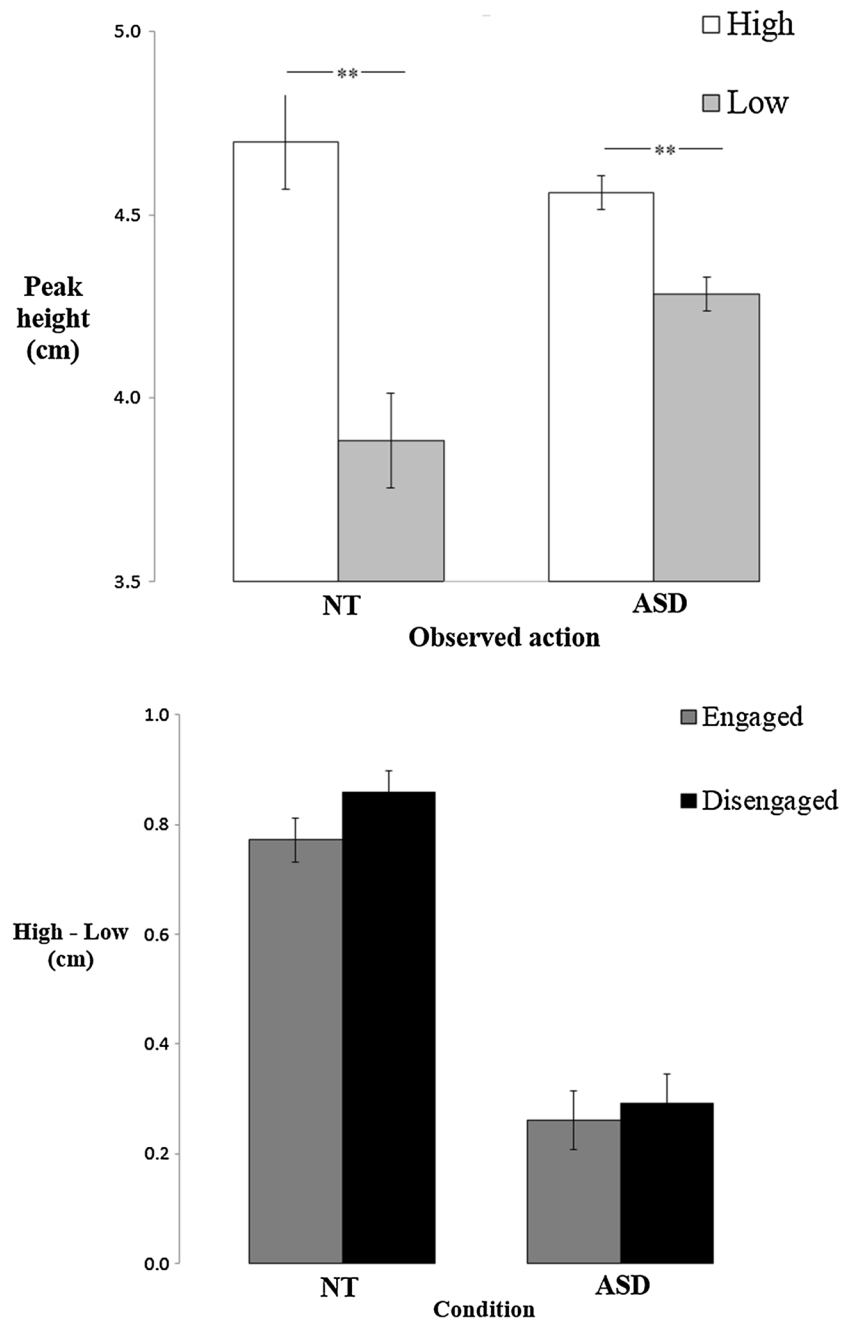 5.0
High
**
Low
**
4.5
Peak
height
(cm)
4.0
3.5
NT
ASD
Observed action
1.0
Engaged
0.8
Disengaged
High - Low
(cm)
0.6
0.4
0.2
0.0
NT
ASD
Condition